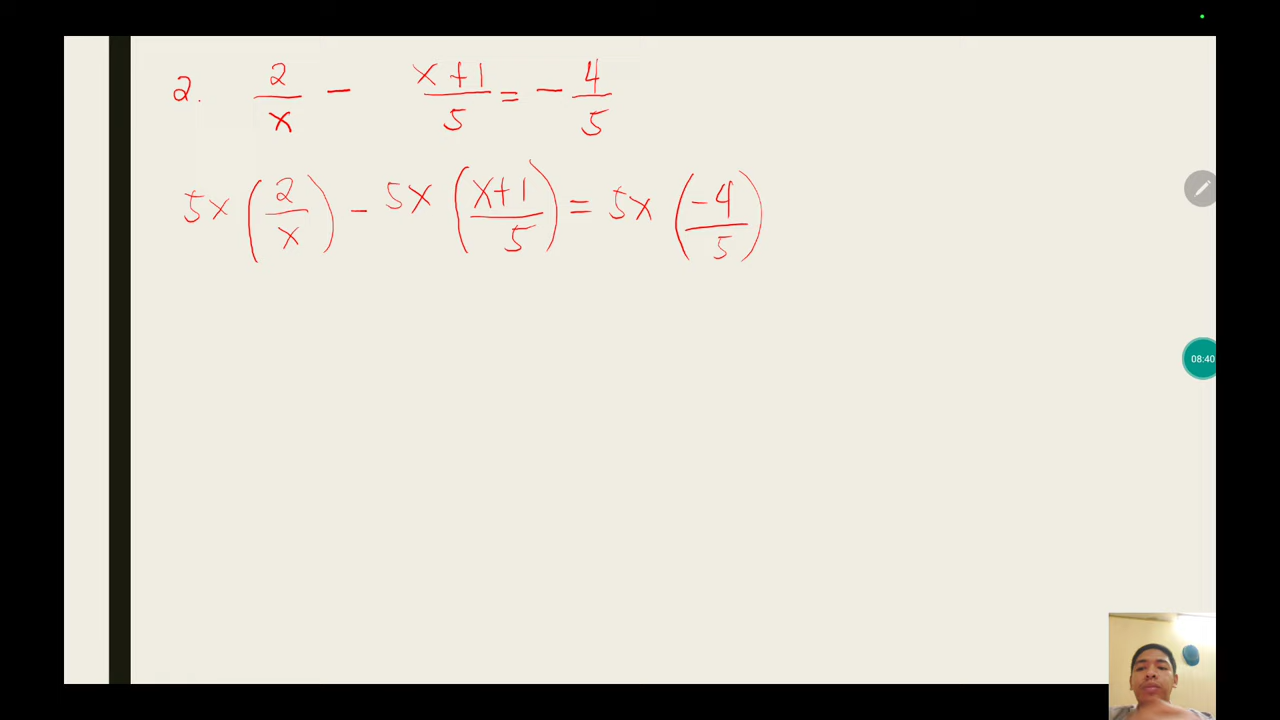 2. 2/x - x+1/5 = - 4/5
5x (2/x) - 5x (x+1/5) = 5x (-4/5)
08:40